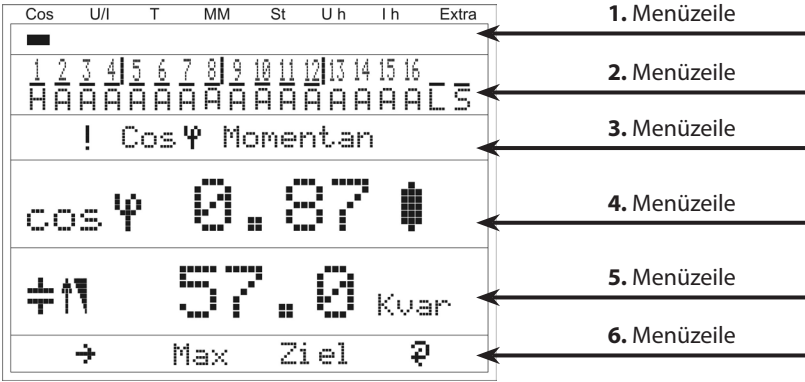 Cos U/I T MM St U h I h Extra
1. Menüzeile
1 2 3 4 5 6 7 8 9 10 11 12 13 14 15 16
A A A A A A A A A A A A A A A A C S
2. Menüzeile
! Cos φ Momentan
3. Menüzeile
cos φ 0.87
4. Menüzeile
57.0 Kvar
5. Menüzeile
→ Max Ziel
6. Menüzeile